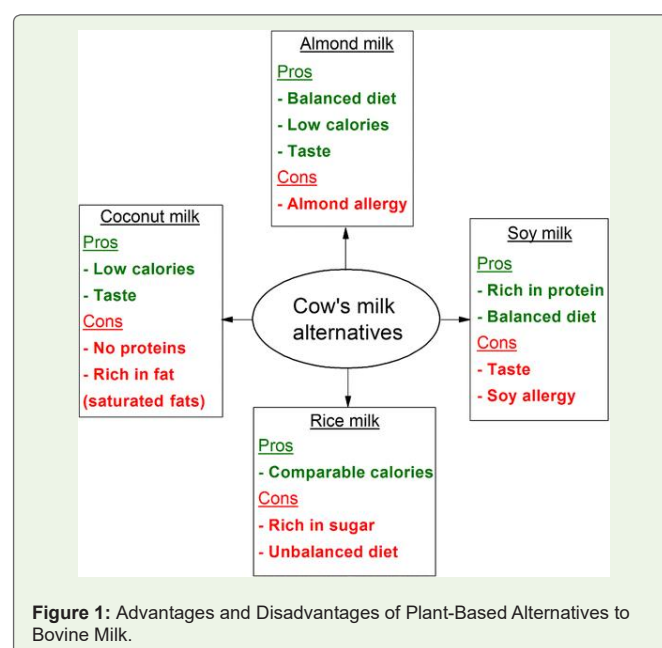 Almond milk
Pros
- Balanced diet
- Low calories
- Taste
Cons
- Almond allergy
Coconut milk
Pros
- Low calories
- Taste
Cons
- No proteins
- Rich in fat
(saturated fats)
Cow's milk
alternatives
Soy milk
Pros
- Rich in protein
- Balanced diet
Cons
- Taste
- Soy allergy
Rice milk
Pros
- Comparable calories
Cons
- Rich in sugar
- Unbalanced diet
Figure 1: Advantages and Disadvantages of Plant-Based Alternatives to
Bovine Milk.